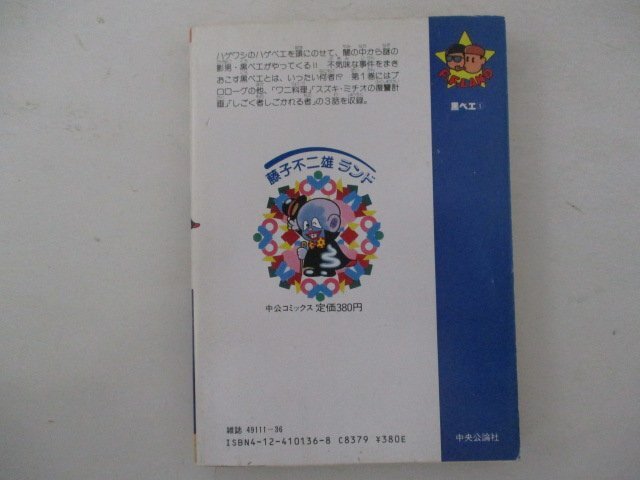 ハゲワシのハゲベエを頭にのせて、闇の中から謎の
影男・黒ベエがやってくる!! 不気味な事件をまき
おこす黒ベエとは、いったい何者!? 第1巻にはプ
ロローグの他、「ワニ料理」「スズキ・ミチオの復讐計
画」「しごく者しごかれる者」の3話を収録。
黒ベエ 1
藤子不二雄 ランド
中公コミックス 定価380円
雑誌 49111-36
ISBN4-12-410136-8 C8379 ¥380E
中央公論社